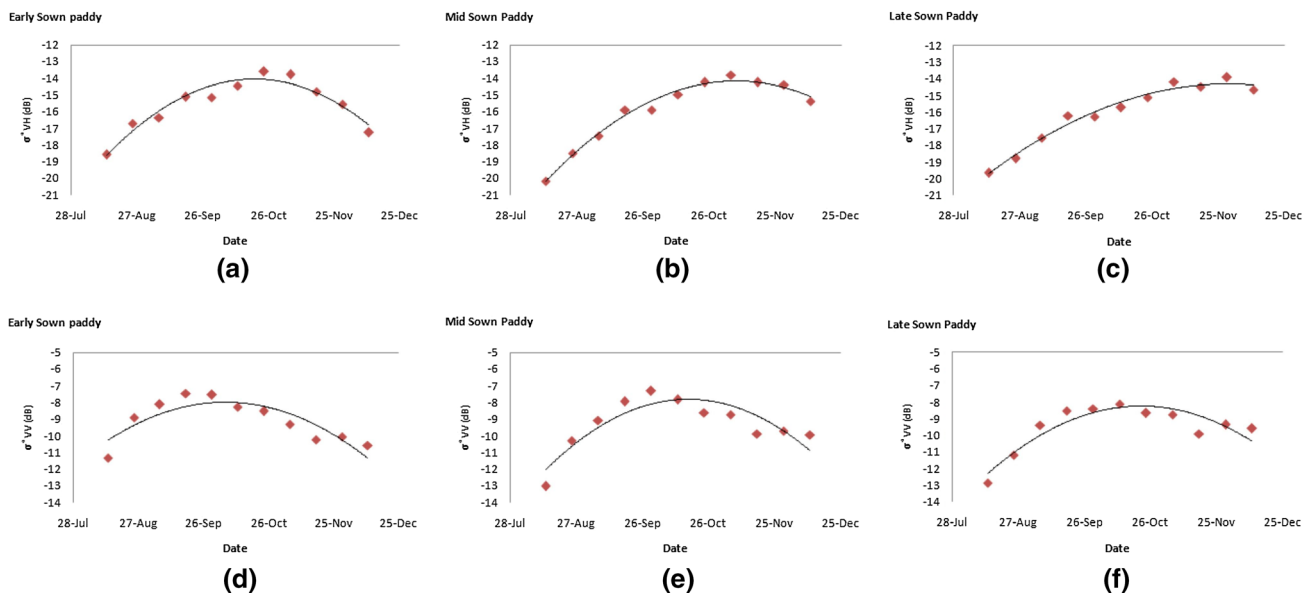 Early Sown paddy
-12
-13
-14
-15
-16
-17
-18
-19
-20
-21
σ° VH (dB)
28-Jul 27-Aug 26-Sep 26-Oct 25-Nov 25-Dec
Date
(a)
Mid Sown Paddy
-12
-13
-14
-15
-16
-17
-18
-19
-20
-21
σ° VH (dB)
28-Jul 27-Aug 26-Sep 26-Oct 25-Nov 25-Dec
Date
(b)
Late Sown Paddy
-12
-13
-14
-15
-16
-17
-18
-19
-20
-21
σ° VH (dB)
28-Jul 27-Aug 26-Sep 26-Oct 25-Nov 25-Dec
Date
(c)
Early Sown paddy
-5
-6
-7
-8
-9
-10
-11
-12
-13
-14
σ° VV (dB)
28-Jul 27-Aug 26-Sep 26-Oct 25-Nov 25-Dec
Date
(d)
Mid Sown Paddy
-5
-6
-7
-8
-9
-10
-11
-12
-13
-14
σ° VV (dB)
28-Jul 27-Aug 26-Sep 26-Oct 25-Nov 25-Dec
Date
(e)
Late Sown Paddy
-5
-6
-7
-8
-9
-10
-11
-12
-13
-14
σ° VV (dB)
28-Jul 27-Aug 26-Sep 26-Oct 25-Nov 25-Dec
Date
(f)